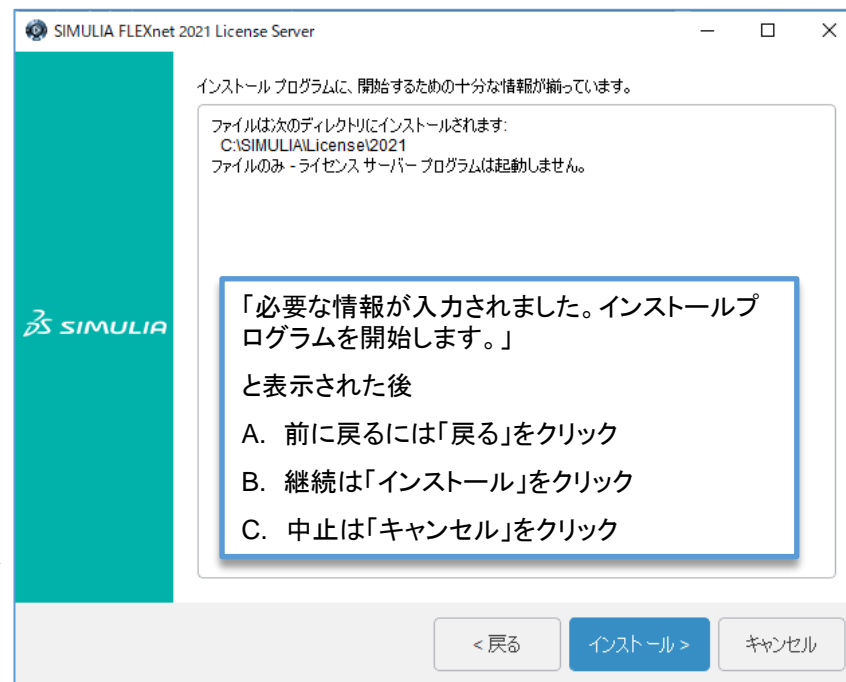 SIMULIA FLEXnet 2021 License Server
インストール プログラムに、開始するための十分な情報が揃っています。
ファイルは次のディレクトリにインストールされます:
C:\SIMULIA\License\2021
ファイルのみ - ライセンス サーバー プログラムは起動しません。
「必要な情報が入力されました。インストールプ
ログラムを開始します。」
と表示された後
A. 前に戻るには「戻る」をクリック
B. 継続は「インストール」をクリック
C. 中止は「キャンセル」をクリック
SIMULIA
< 戻る
インストール >
キャンセル